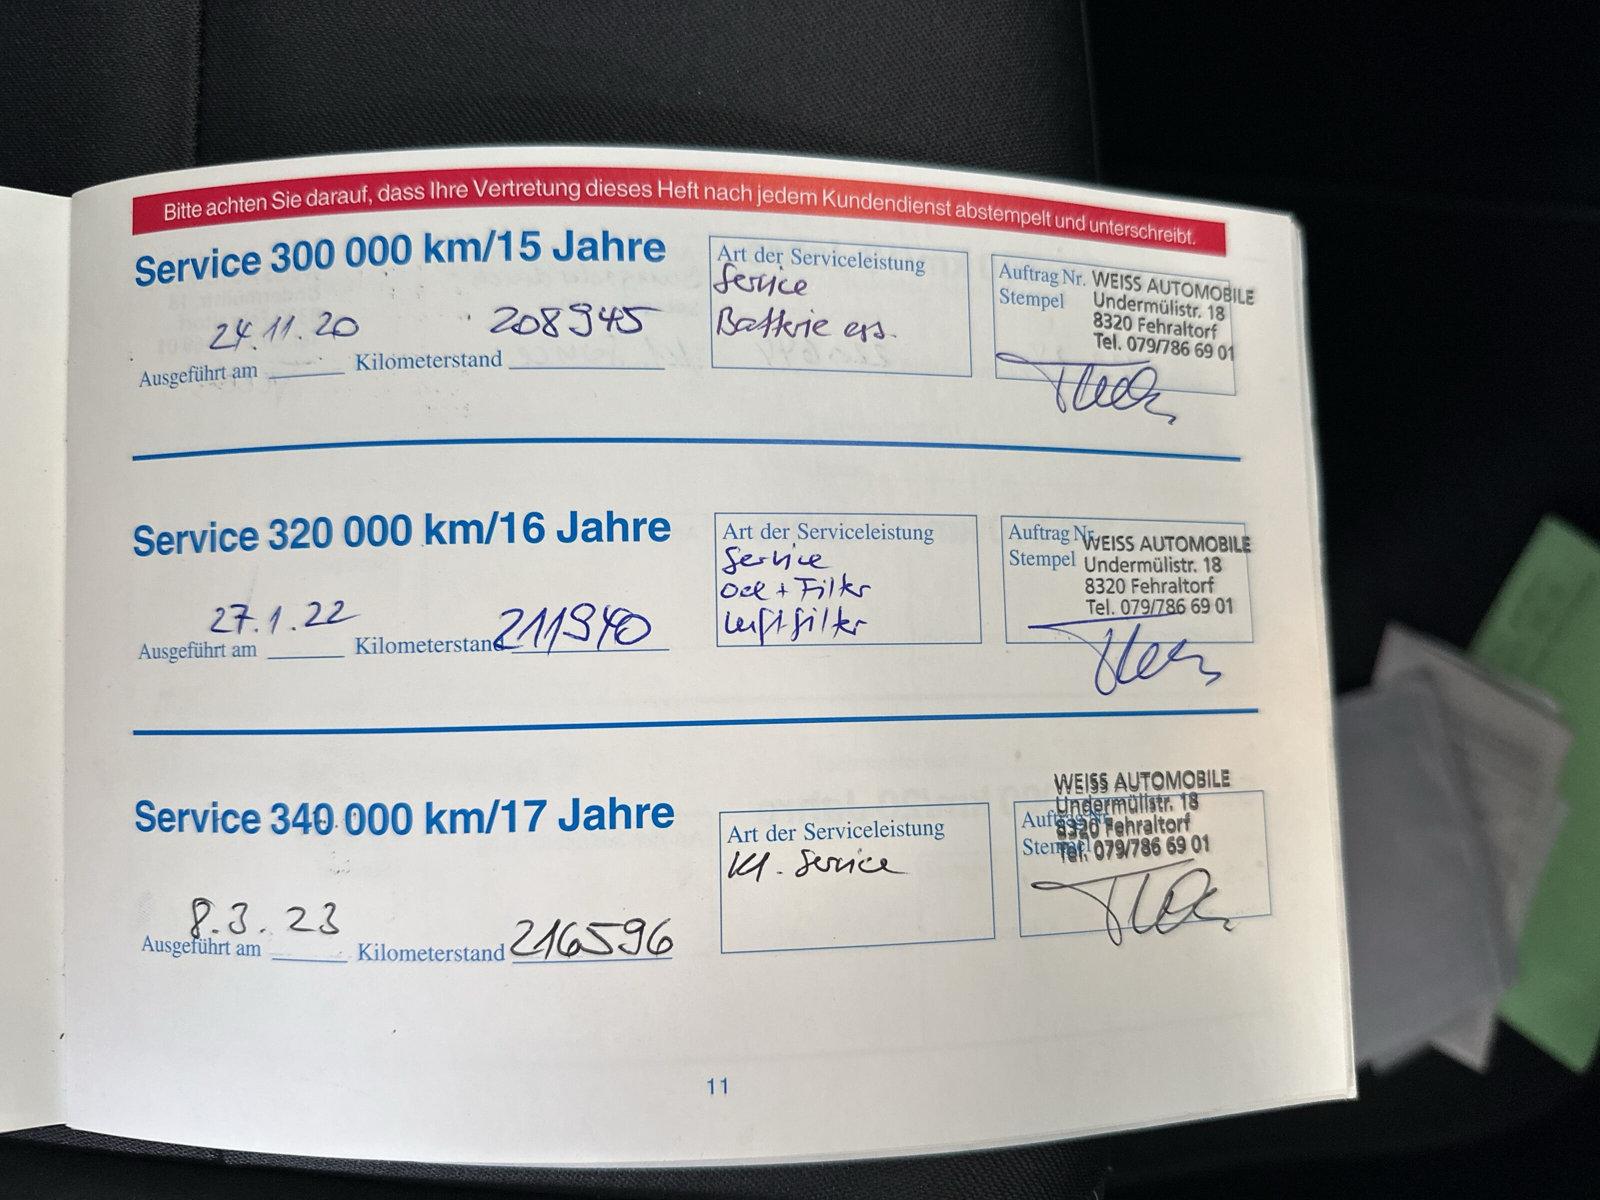 Bitte achten Sie darauf, dass Ihre Vertretung dieses Heft nach jedem Kundendienst abstempelt und unterschreibt.
Service 300 000 km/15 Jahre
24.11.20
208945
Ausgeführt am
Kilometerstand
Art der Serviceleistung
Service
Batterie ers.
Auftrag Nr.
Stempel
WEISS AUTOMOBILE
Undermülistr. 18
8320 Fehraltorf
Tel. 079/786 69 01
Service 320 000 km/16 Jahre
27.1.22
211940
Ausgeführt am
Kilometerstand
Art der Serviceleistung
Service
Oel + Filter
Luftfilter
Auftrag Nr.
Stempel
WEISS AUTOMOBILE
Undermülistr. 18
8320 Fehraltorf
Tel. 079/786 69 01
Service 340 000 km/17 Jahre
8.3.23
216596
Ausgeführt am
Kilometerstand
Art der Serviceleistung
Kl. Service
Auftrag Nr.
Stempel
WEISS AUTOMOBILE
Undermülistr. 18
8320 Fehraltorf
Tel. 079/786 69 01
11